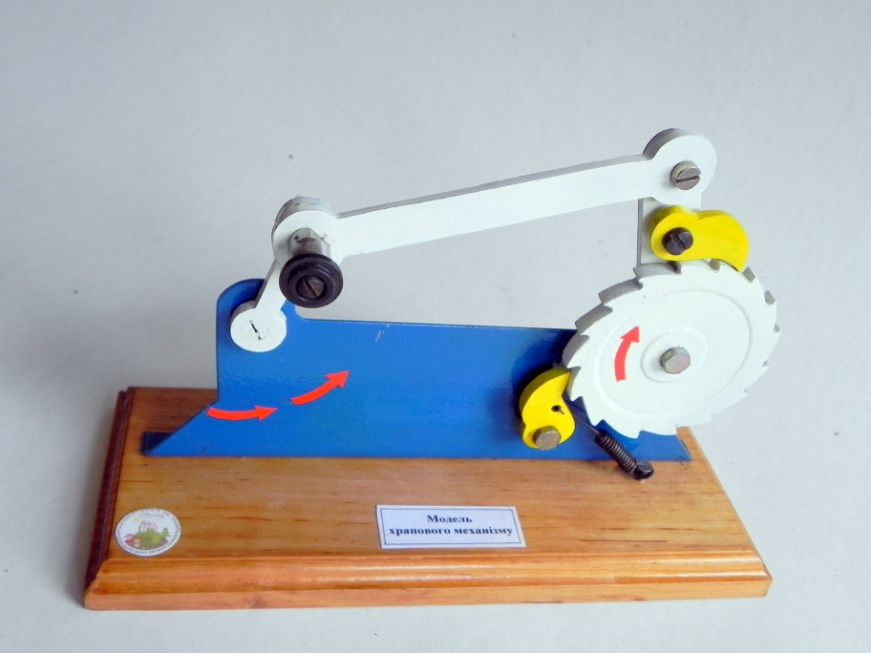 Модель
храпового механізму